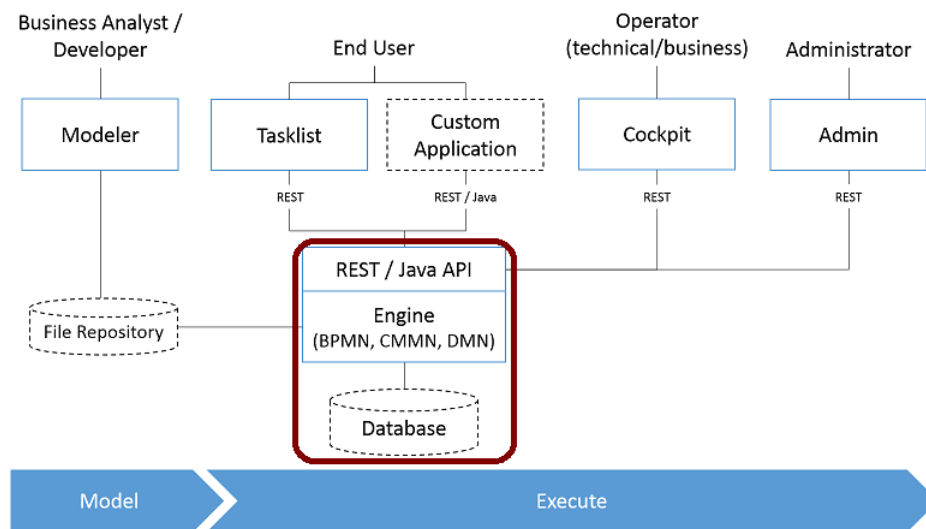 Business Analyst /
Developer
End User
Operator
(technical/business)
Administrator
Modeler
Tasklist
Custom
Application
Cockpit
Admin
REST
REST / Java
REST
REST
REST / Java API
Engine
(BPMN, CMMN, DMN)
File Repository
Database
Model
Execute